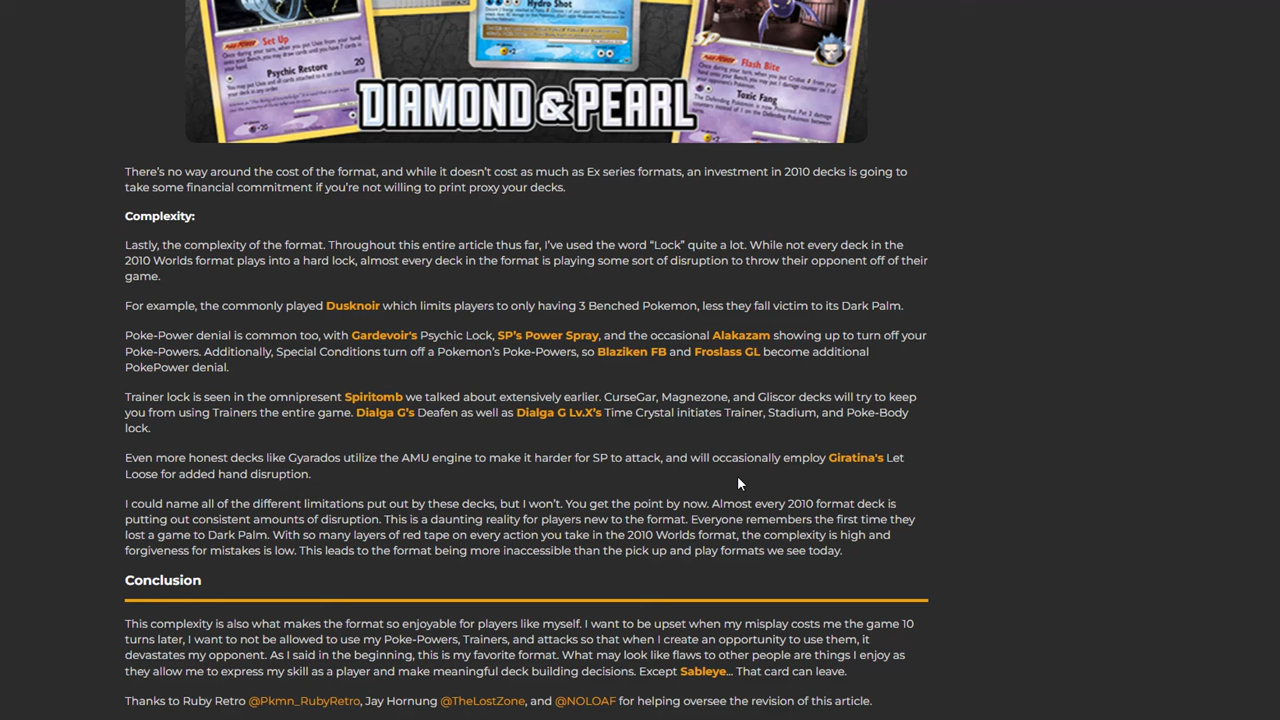 Hydro Shot
Set Up
Psychic Restore
20
Flash Bite
Toxic Fang
DIAMOND & PEARL
There's no way around the cost of the format, and while it doesn't cost as much as Ex series formats, an investment in 2010 decks is going to
take some financial commitment if you're not willing to print proxy your decks.
Complexity:
Lastly, the complexity of the format. Throughout this entire article thus far, I've used the word “Lock” quite a lot. While not every deck in the
2010 Worlds format plays into a hard lock, almost every deck in the format is playing some sort of disruption to throw their opponent off of their
game.
For example, the commonly played Dusknoir which limits players to only having 3 Benched Pokemon, less they fall victim to its Dark Palm.
Poke-Power denial is common too, with Gardevoir's Psychic Lock, SP's Power Spray, and the occasional Alakazam showing up to turn off your
Poke-Powers. Additionally, Special Conditions turn off a Pokemon's Poke-Powers, so Blaziken FB and Froslass GL become additional
PokePower denial.
Trainer lock is seen in the omnipresent Spiritomb we talked about extensively earlier. CurseGar, Magnezone, and Gliscor decks will try to keep
you from using Trainers the entire game. Dialga G's Deafen as well as Dialga G Lv.X's Time Crystal initiates Trainer, Stadium, and Poke-Body
lock.
Even more honest decks like Gyarados utilize the AMU engine to make it harder for SP to attack, and will occasionally employ Giratina's Let
Loose for added hand disruption.
I could name all of the different limitations put out by these decks, but I won't. You get the point by now. Almost every 2010 format deck is
putting out consistent amounts of disruption. This is a daunting reality for players new to the format. Everyone remembers the first time they
lost a game to Dark Palm. With so many layers of red tape on every action you take in the 2010 Worlds format, the complexity is high and
forgiveness for mistakes is low. This leads to the format being more inaccessible than the pick up and play formats we see today.
Conclusion
This complexity is also what makes the format so enjoyable for players like myself. I want to be upset when my misplay costs me the game 10
turns later, I want to not be allowed to use my Poke-Powers, Trainers, and attacks so that when I create an opportunity to use them, it
devastates my opponent. As I said in the beginning, this is my favorite format. What may look like flaws to other people are things I enjoy as
they allow me to express my skill as a player and make meaningful deck building decisions. Except Sableye... That card can leave.
Thanks to Ruby Retro @Pkmn_RubyRetro, Jay Hornung @TheLostZone, and @NOLOAF for helping oversee the revision of this article.